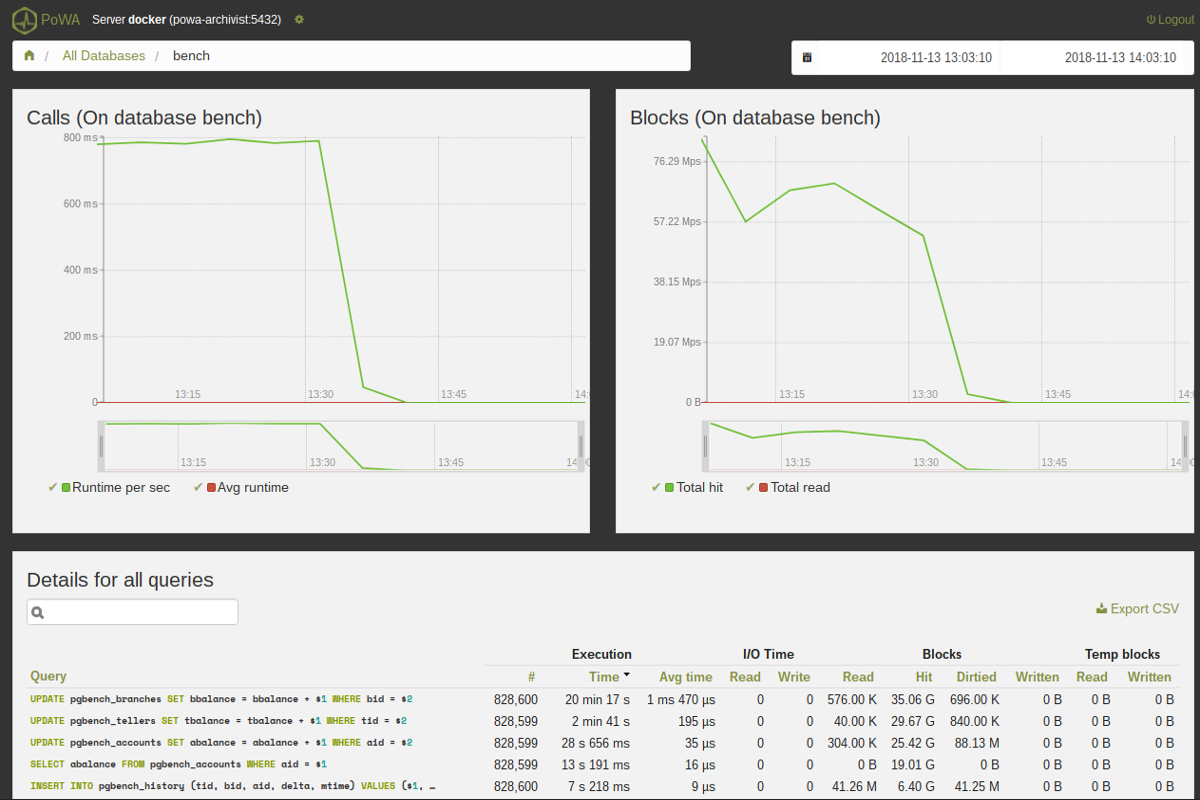 PoWA Server docker (powa-archivist:5432) Logout
/ All Databases / bench
2018-11-13 13:03:10 2018-11-13 14:03:10
Calls (On database bench)
800 ms
600 ms
400 ms
200 ms
0
13:15 13:30 13:45 14:
13:15 13:30 13:45
✔ Runtime per sec ✔ Avg runtime
Blocks (On database bench)
76.29 Mps
57.22 Mps
38.15 Mps
19.07 Mps
0 B
13:15 13:30 13:45 14:
13:15 13:30 13:45
✔ Total hit ✔ Total read
Details for all queries
Export CSV
Execution I/O Time Blocks Temp blocks
Query # Time Avg time Read Write Read Hit Dirtied Written Read Written
UPDATE pgbench_branches SET bbalance = bbalance + $1 WHERE bid = $2 828,600 20 min 17 s 1 ms 470 µs 0 0 576.00 K 35.06 G 696.00 K 0 B 0 B 0 B
UPDATE pgbench_tellers SET tbalance = tbalance + $1 WHERE tid = $2 828,599 2 min 41 s 195 µs 0 0 40.00 K 29.67 G 840.00 K 0 B 0 B 0 B
UPDATE pgbench_accounts SET abalance = abalance + $1 WHERE aid = $2 828,599 28 s 656 ms 35 µs 0 0 304.00 K 25.42 G 88.13 M 0 B 0 B 0 B
SELECT abalance FROM pgbench_accounts WHERE aid = $1 828,599 13 s 191 ms 16 µs 0 0 0 B 19.01 G 0 B 0 B 0 B 0 B
INSERT INTO pgbench_history (tid, bid, aid, delta, mtime) VALUES ($1, … 828,600 7 s 218 ms 9 µs 0 0 41.26 M 6.40 G 41.25 M 0 B 0 B 0 B